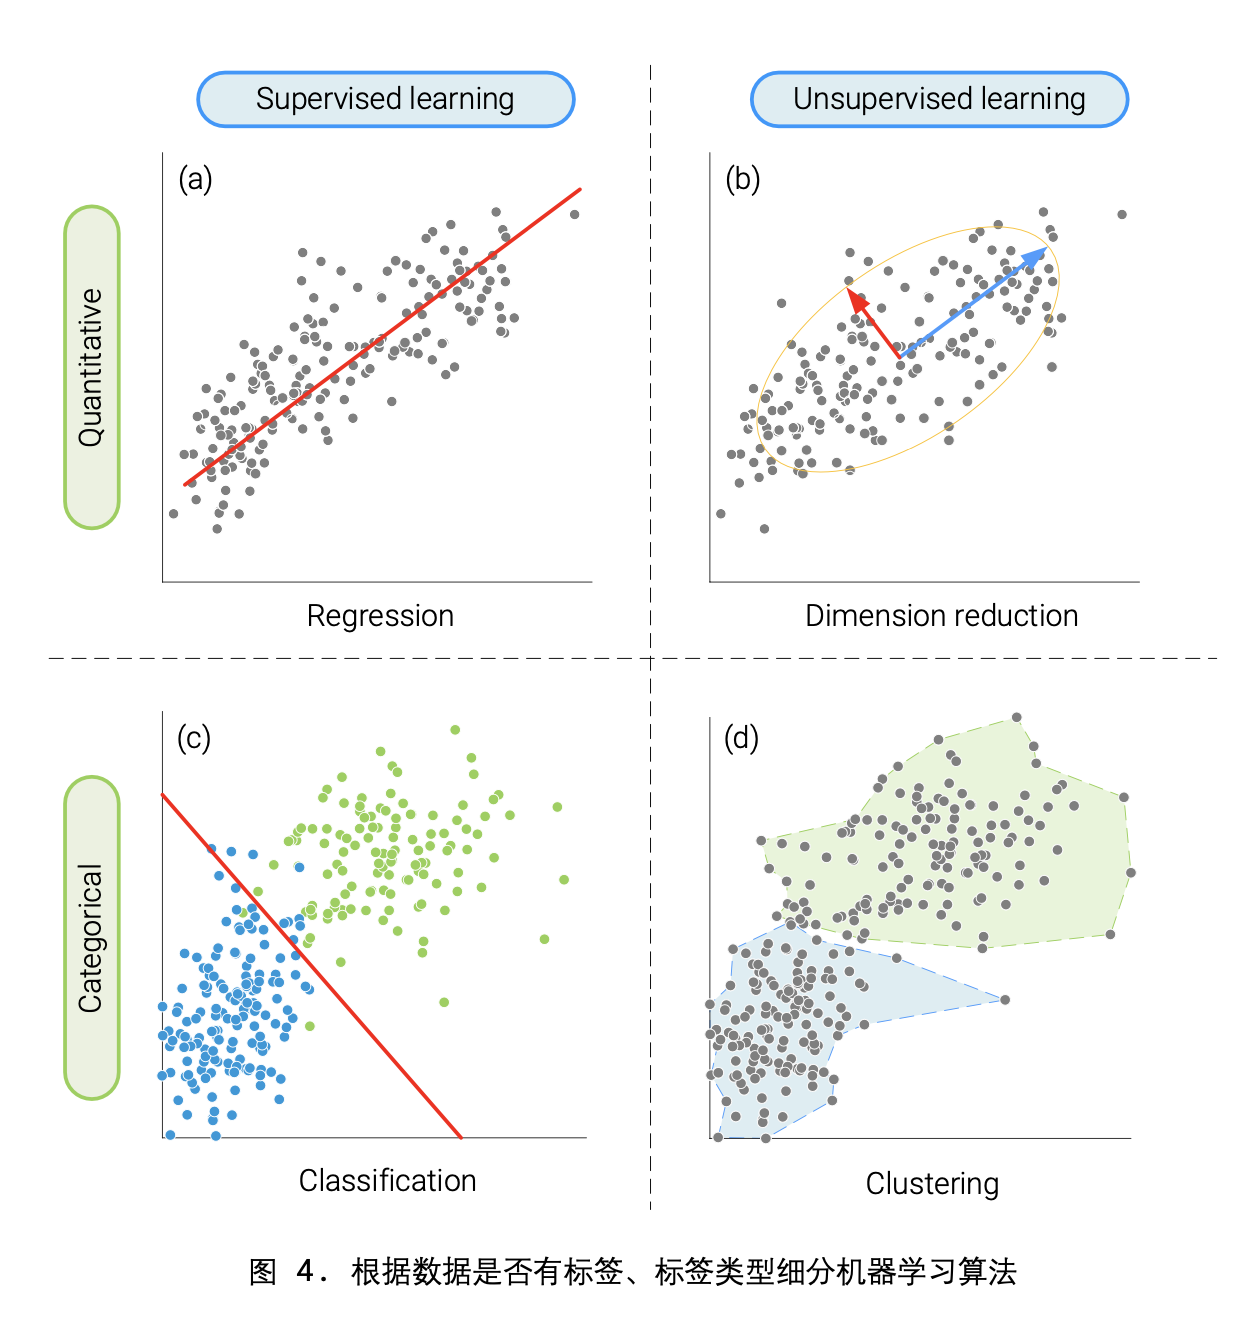 Supervised learning
Unsupervised learning
Quantitative
(a)
(b)
Regression
Dimension reduction
Categorical
(c)
(d)
Classification
Clustering
图 4. 根据数据是否有标签、标签类型细分机器学习算法